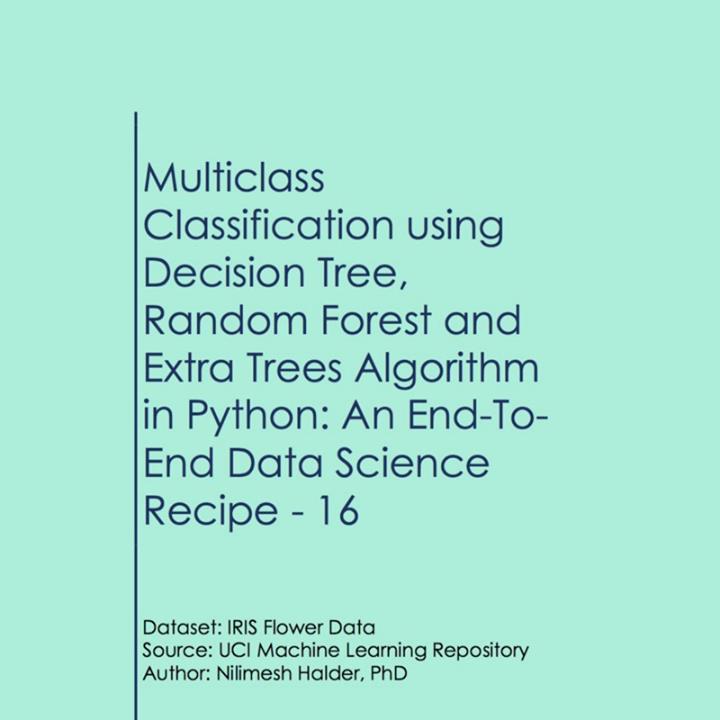 Multiclass
Classification using
Decision Tree,
Random Forest and
Extra Trees Algorithm
in Python: An End-To-
End Data Science
Recipe - 16
Dataset: IRIS Flower Data
Source: UCI Machine Learning Repository
Author: Nilimesh Halder, PhD